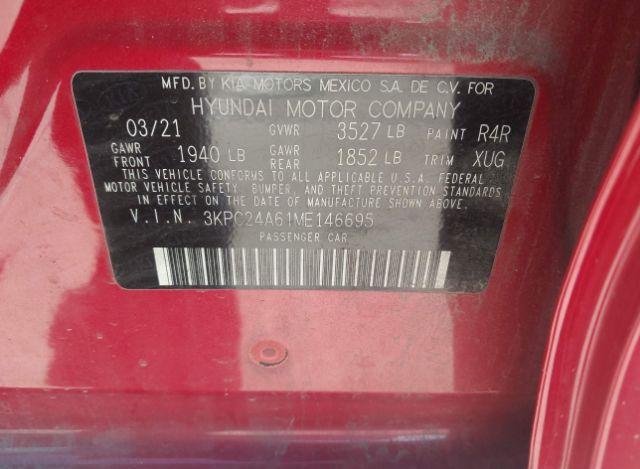 MFD. BY KIA MOTORS MEXICO S.A. DE C.V. FOR
HYUNDAI MOTOR COMPANY
03/21 GVWR 3527 LB PAINT R4R
GAWR FRONT 1940 LB GAWR REAR 1852 LB TRIM XUG
THIS VEHICLE CONFORMS TO ALL APPLICABLE U.S.A. FEDERAL
MOTOR VEHICLE SAFETY, BUMPER, AND THEFT PREVENTION STANDARDS
IN EFFECT ON THE DATE OF MANUFACTURE SHOWN ABOVE.
V.I.N. 3KPC24A61ME146695
PASSENGER CAR